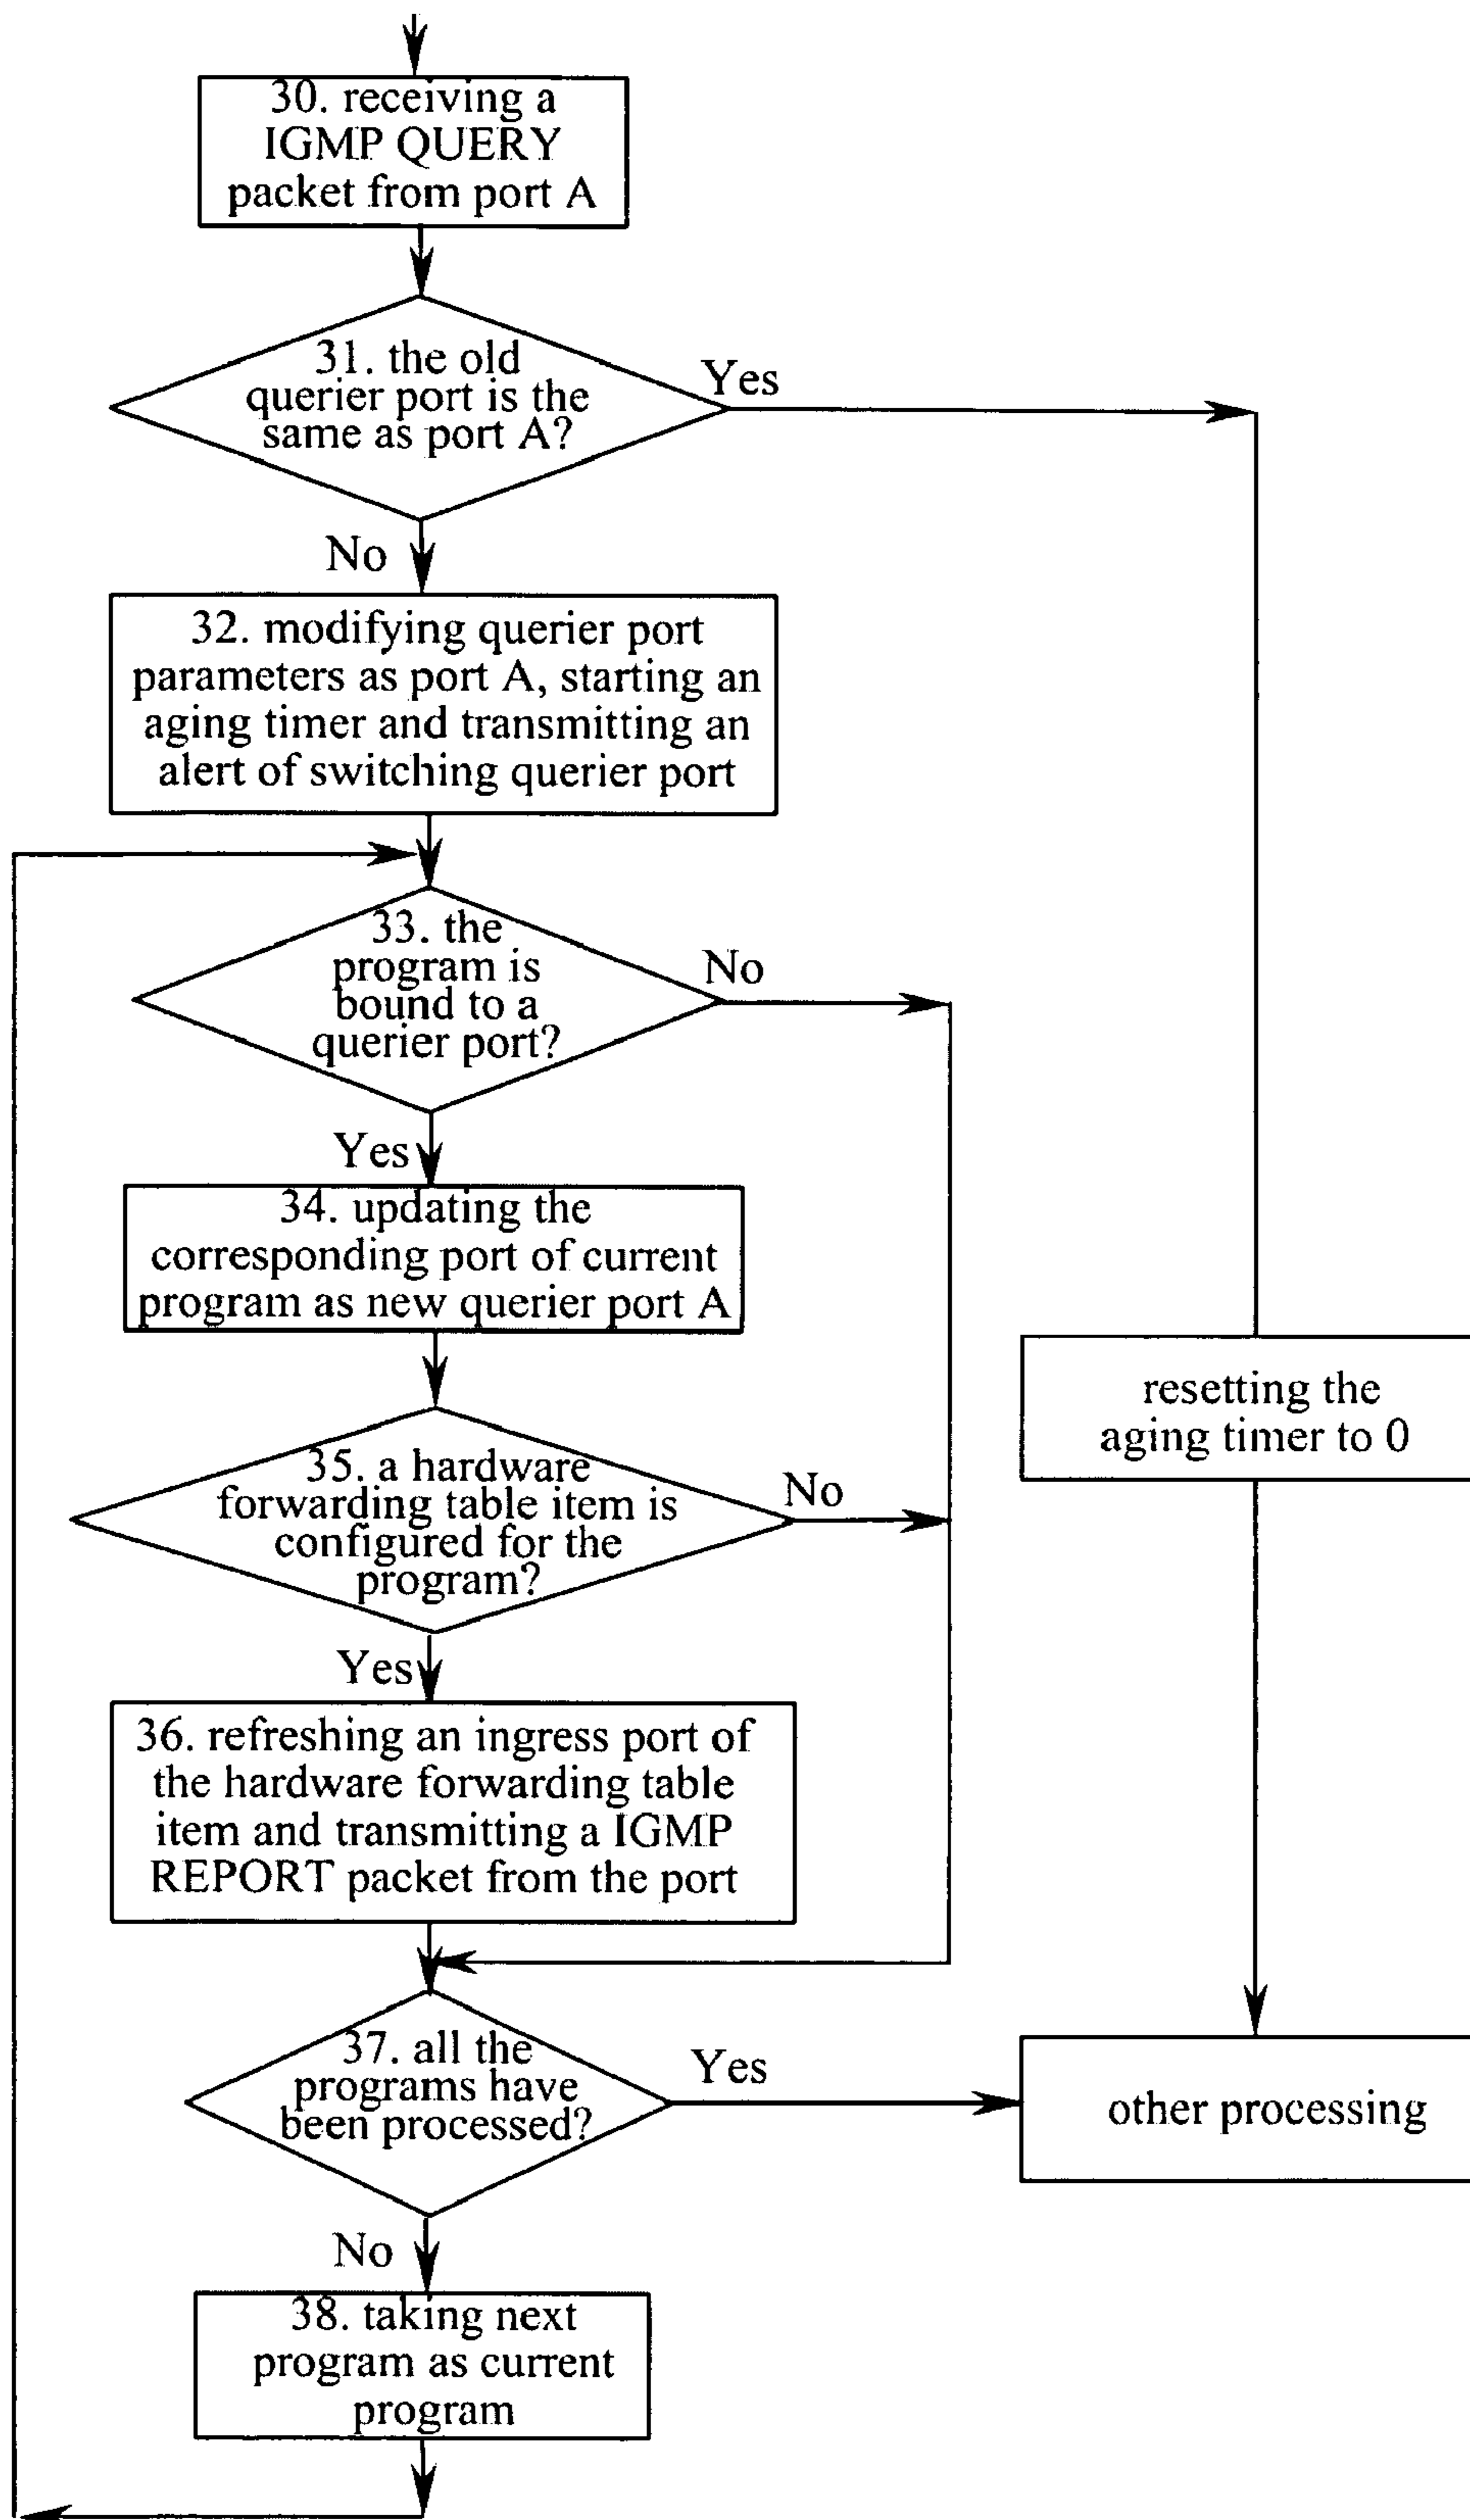 30. receiving a
IGMP QUERY
packet from port A
31. the old
querier port is the
same as port A?
Yes
No
32. modifying querier port
parameters as port A, starting an
aging timer and transmitting an
alert of switching querier port
33. the
program is
bound to a
querier port?
No
Yes
34. updating the
corresponding port of current
program as new querier port A
resetting the
aging timer to 0
35. a hardware
forwarding table item is
configured for the
program?
No
Yes
36. refreshing an ingress port of
the hardware forwarding table
item and transmitting a IGMP
REPORT packet from the port
37. all the
programs have
been processed?
Yes
other processing
No
38. taking next
program as current
program